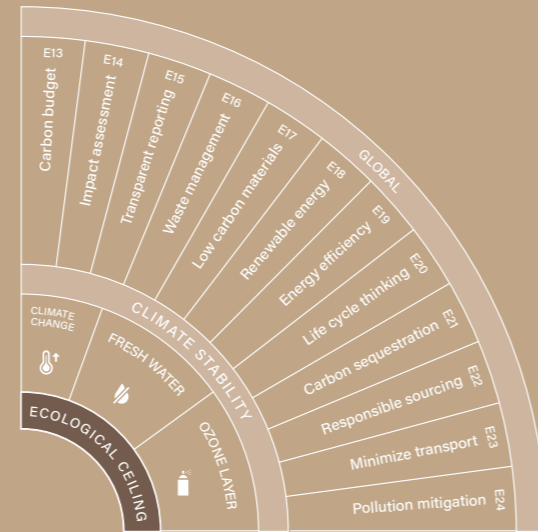 GLOBAL
E13
Carbon budget
E14
Impact assessment
E15
Transparent reporting
E16
Waste management
E17
Low carbon materials
E18
Renewable energy
E19
Energy efficiency
E20
Life cycle thinking
E21
Carbon sequestration
E22
Responsible sourcing
E23
Minimize transport
E24
Pollution mitigation
CLIMATE STABILITY
CLIMATE
CHANGE
FRESH WATER
OZONE LAYER
ECOLOGICAL CEILING